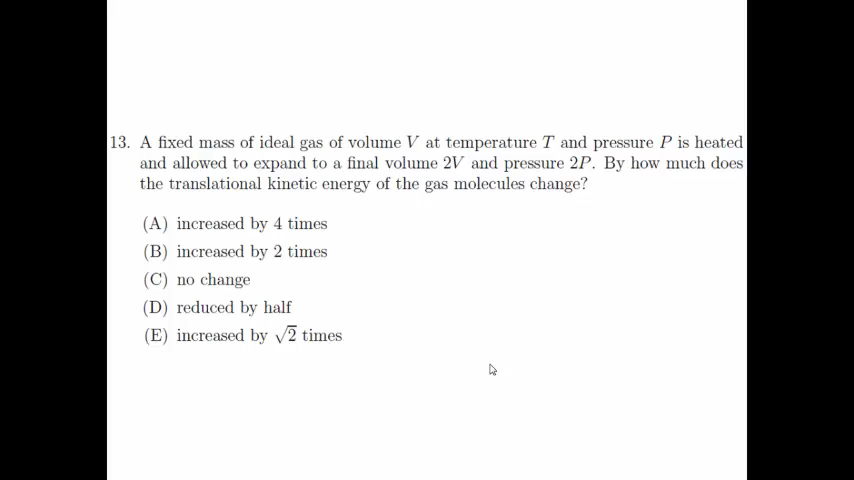 13. A fixed mass of ideal gas of volume V at temperature T and pressure P is heated
and allowed to expand to a final volume 2V and pressure 2P. By how much does
the translational kinetic energy of the gas molecules change?
(A) increased by 4 times
(B) increased by 2 times
(C) no change
(D) reduced by half
(E) increased by √2 times